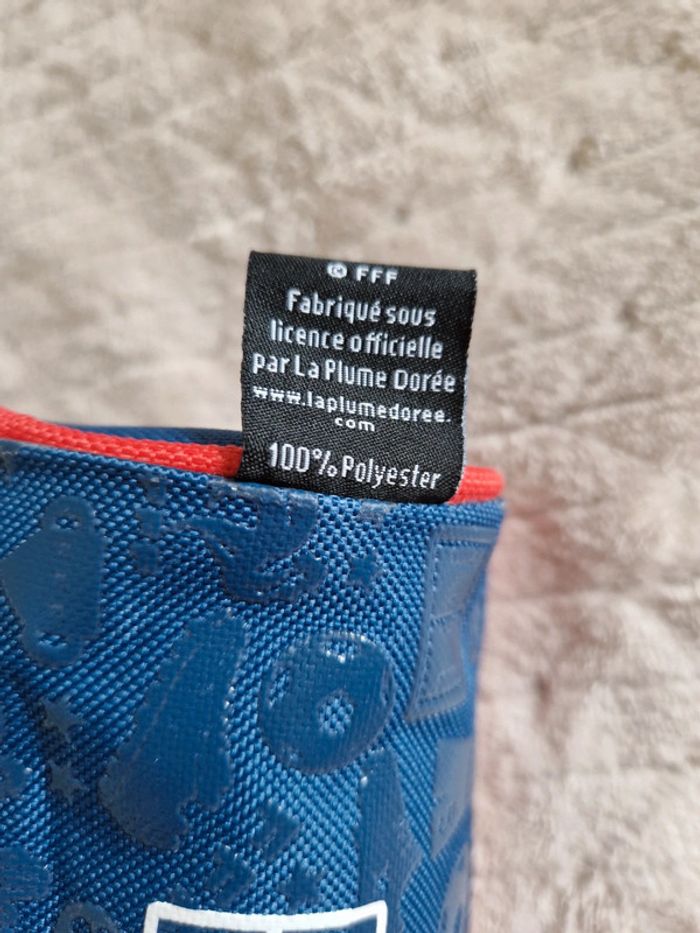 © FFF
Fabriqué sous
licence officielle
par La Plume Dorée
www.laplumedoree.
com
100% Polyester